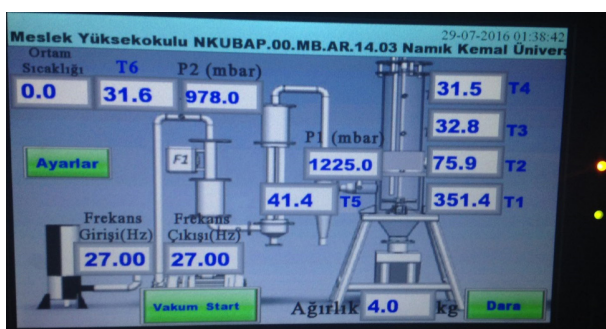 29-07-2016 01:38:42
Meslek Yüksekokulu NKUBAP.00.MB.AR.14.03 Namık Kemal Üniver
Ortam
Sıcaklığı
0.0
T6
31.6
P2 (mbar)
978.0
31.5 T4
32.8 T3
P1 (mbar)
1225.0
75.9 T2
351.4 T1
41.4 T5
Ayarlar
F1
Frekans
Girişi(Hz)
27.00
Frekans
Çıkışı(Hz)
27.00
Vakum Start
Ağırlık 4.0 kg
Dara